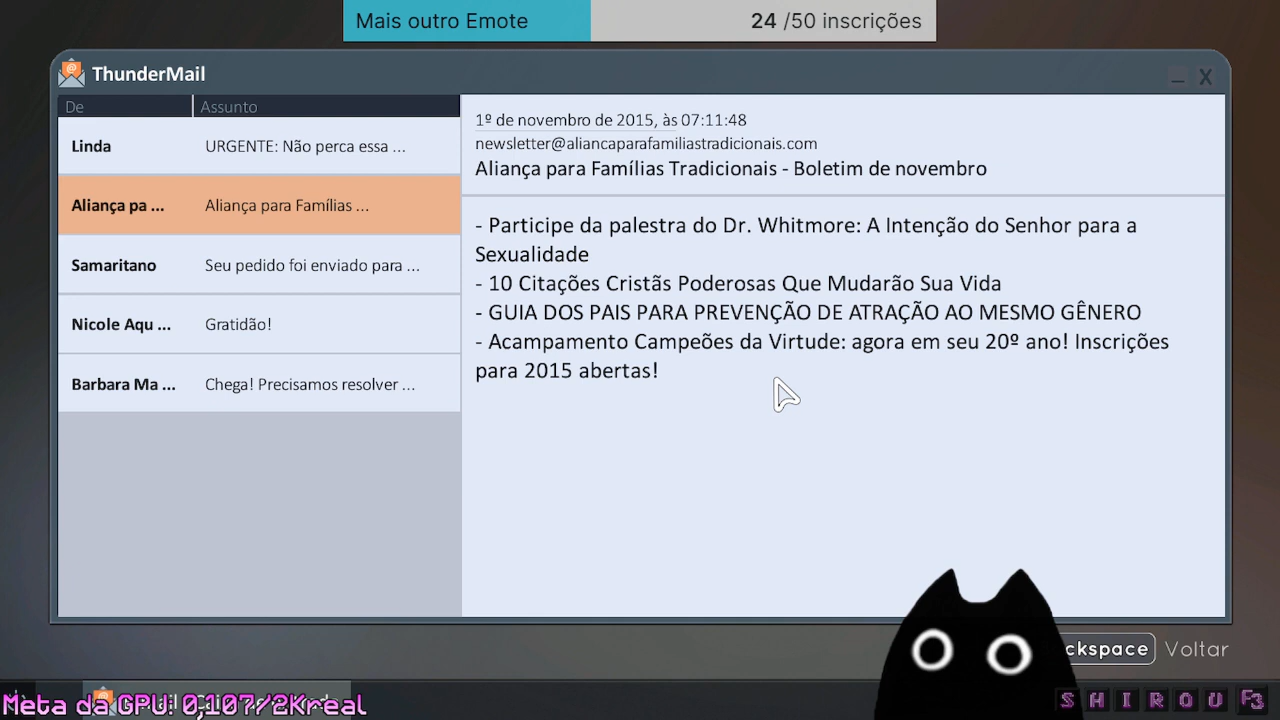 Mais outro Emote
24 /50 inscrições
ThunderMail
De
Assunto
Linda
URGENTE: Não perca essa ...
Aliança pa ...
Aliança para Famílias ...
Samaritano
Seu pedido foi enviado para ...
Nicole Aqu ...
Gratidão!
Barbara Ma ...
Chega! Precisamos resolver ...
1º de novembro de 2015, às 07:11:48
newsletter@aliancaparafamiliastradicionais.com
Aliança para Famílias Tradicionais - Boletim de novembro
- Participe da palestra do Dr. Whitmore: A Intenção do Senhor para a
Sexualidade
- 10 Citações Cristãs Poderosas Que Mudarão Sua Vida
- GUIA DOS PAIS PARA PREVENÇÃO DE ATRAÇÃO AO MESMO GÊNERO
- Acampamento Campeões da Virtude: agora em seu 20º ano! Inscrições
para 2015 abertas!
ckspace Voltar
Meta da GPU! 0,107/2Kreal
SHIROU F3